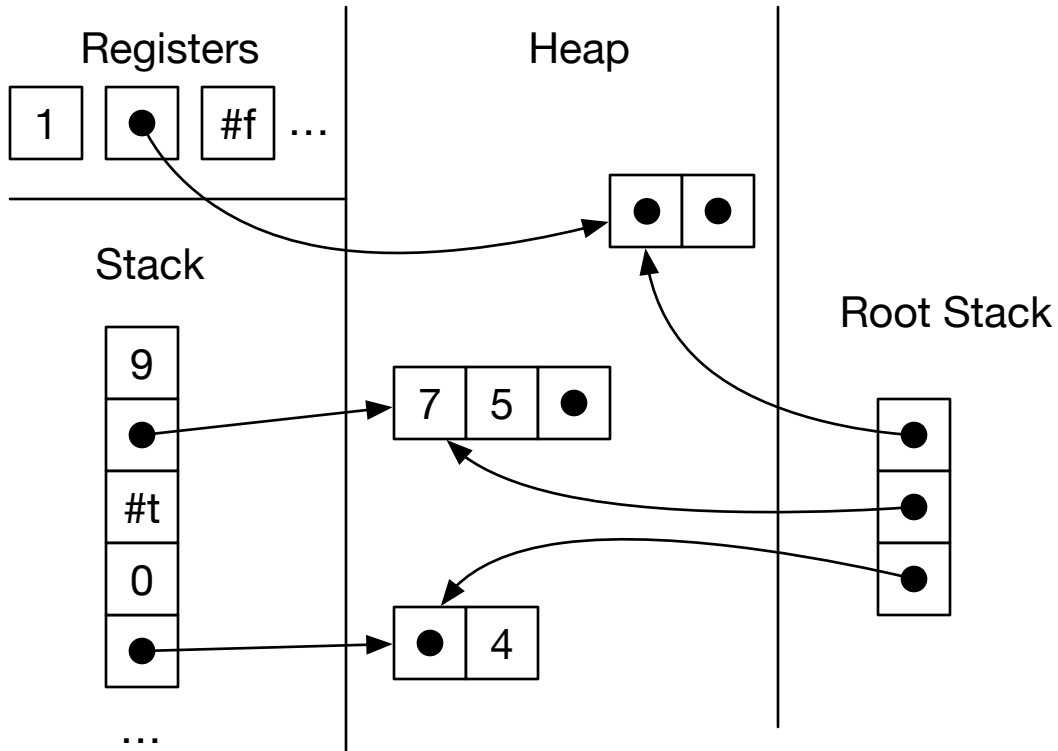 Registers
1 #f ...
Heap
Stack
9
#t
0
...
7 5
4
Root Stack